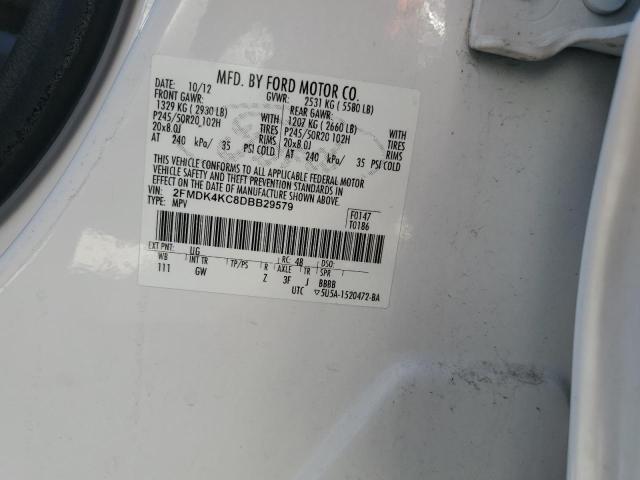 MFD. BY FORD MOTOR CO.
DATE: 10/12 GVWR: 2531 KG ( 5580 LB)
FRONT GAWR: REAR GAWR:
1329 KG ( 2930 LB) WITH 1207 KG ( 2660 LB) WITH
P245/50R20 102H TIRES P245/50R20 102H TIRES
20x8.0J RIMS 20x8.0J RIMS
AT 240 kPa/ 35 PSI COLD AT 240 kPa/ 35 PSI COLD
THIS VEHICLE CONFORMS TO ALL APPLICABLE FEDERAL MOTOR
VEHICLE SAFETY AND THEFT PREVENTION STANDARDS IN
EFFECT ON THE DATE OF MANUFACTURE SHOWN ABOVE.
VIN: 2FMDK4KC8DBB29579
TYPE: MPV
F0147
T0186
EXT PNT: UG RC: 48 DSO:
WB INT TR TP/PS R AXLE TR SPR
111 GW Z 3F J BBBB
UTC ▽5U5A-1520472-BA